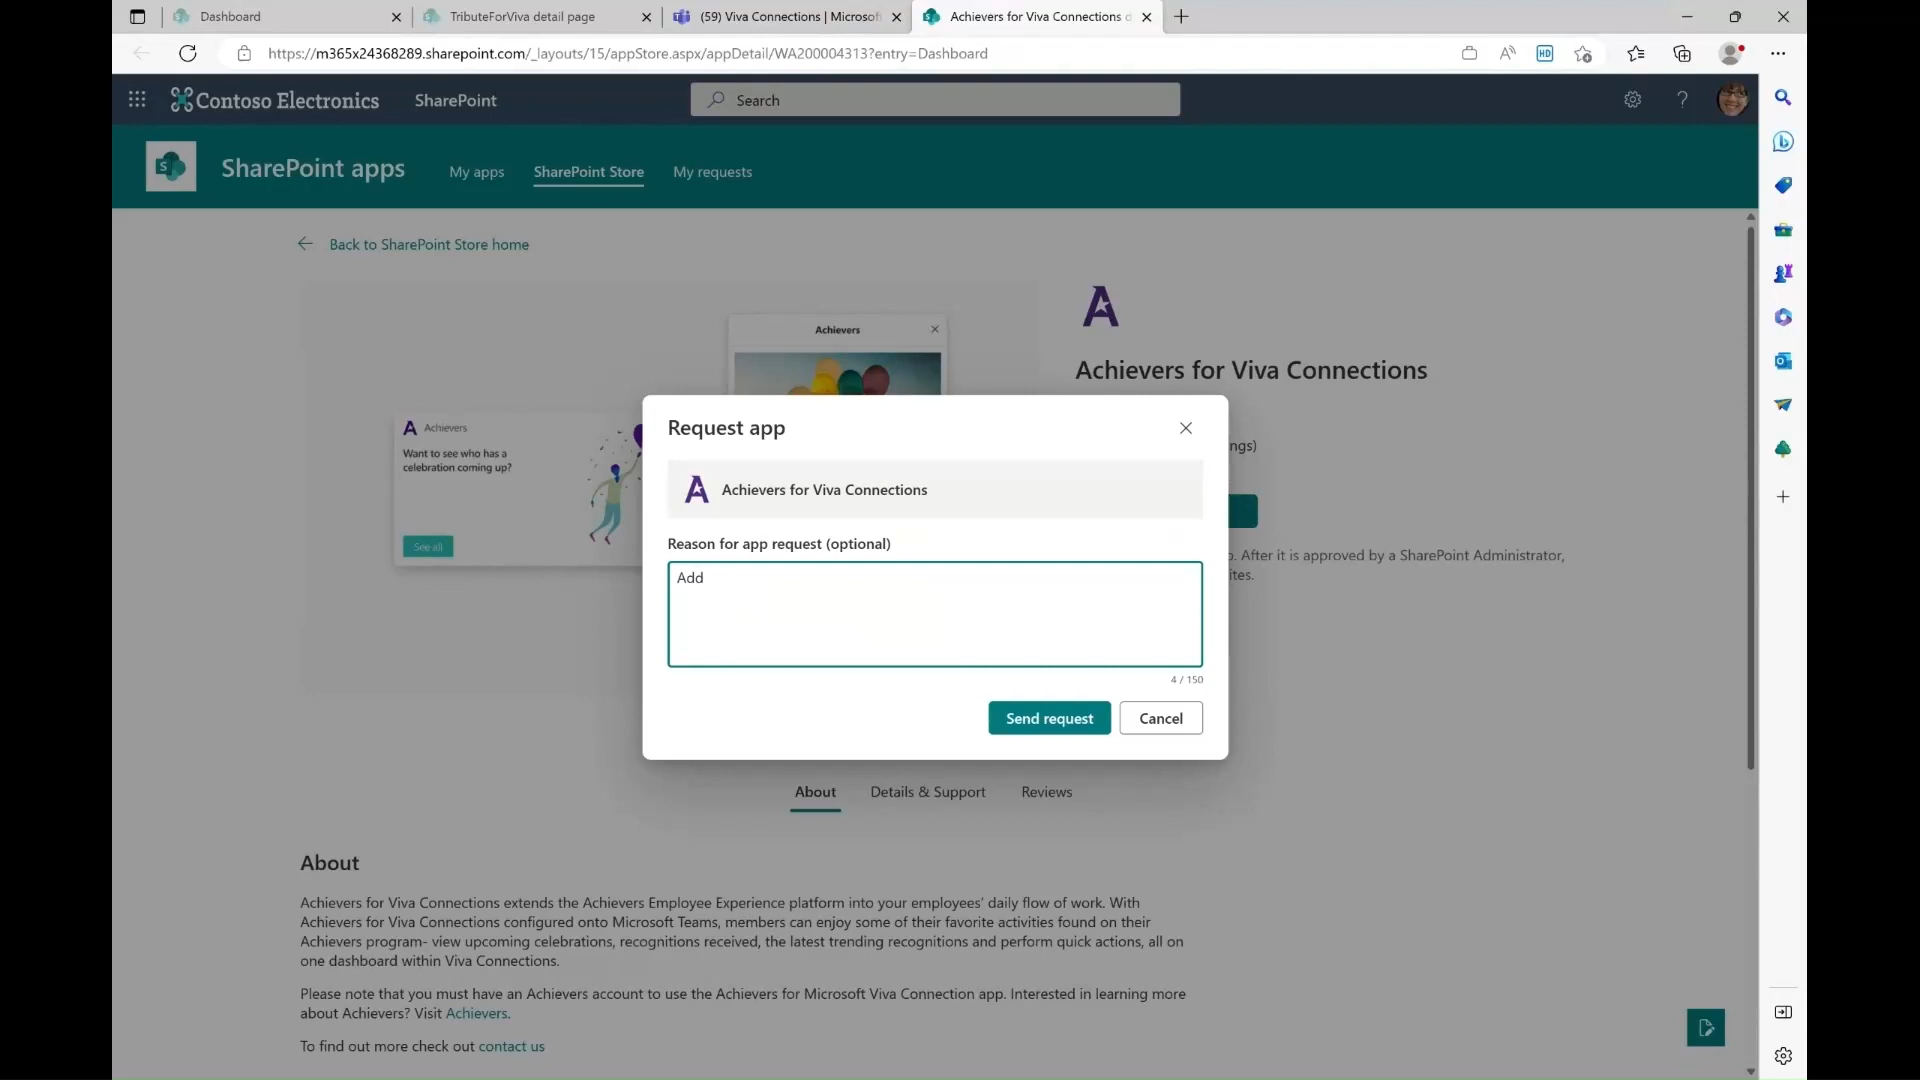 Dashboard
TributeForViva detail page
(59) Viva Connections | Microsof
Achievers for Viva Connections d
https://m365x24368289.sharepoint.com/_layouts/15/appStore.aspx/appDetail/WA200004313?entry=Dashboard
HD
Contoso Electronics
SharePoint
Search
SharePoint apps
My apps
SharePoint Store
My requests
Back to SharePoint Store home
Achievers
Achievers for Viva Connections
Achievers
Want to see who has a
celebration coming up?
See all
Request app
ngs)
Achievers for Viva Connections
Reason for app request (optional)
. After it is approved by a SharePoint Administrator,
ites.
Add
4 / 150
Send request
Cancel
About
Details & Support
Reviews
About
Achievers for Viva Connections extends the Achievers Employee Experience platform into your employees' daily flow of work. With
Achievers for Viva Connections configured onto Microsoft Teams, members can enjoy some of their favorite activities found on their
Achievers program- view upcoming celebrations, recognitions received, the latest trending recognitions and perform quick actions, all on
one dashboard within Viva Connections.
Please note that you must have an Achievers account to use the Achievers for Microsoft Viva Connection app. Interested in learning more
about Achievers? Visit Achievers.
To find out more check out contact us